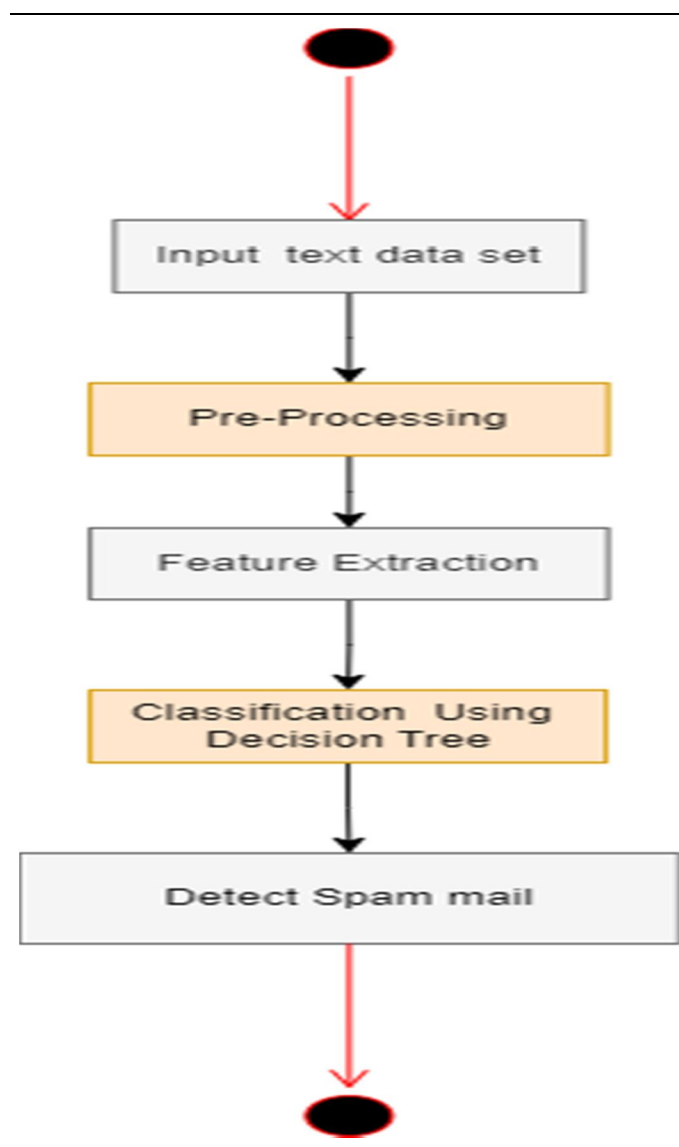 Input text data set
Pre-Processing
Feature Extraction
Classification Using
Decision Tree
Detect Spam mail